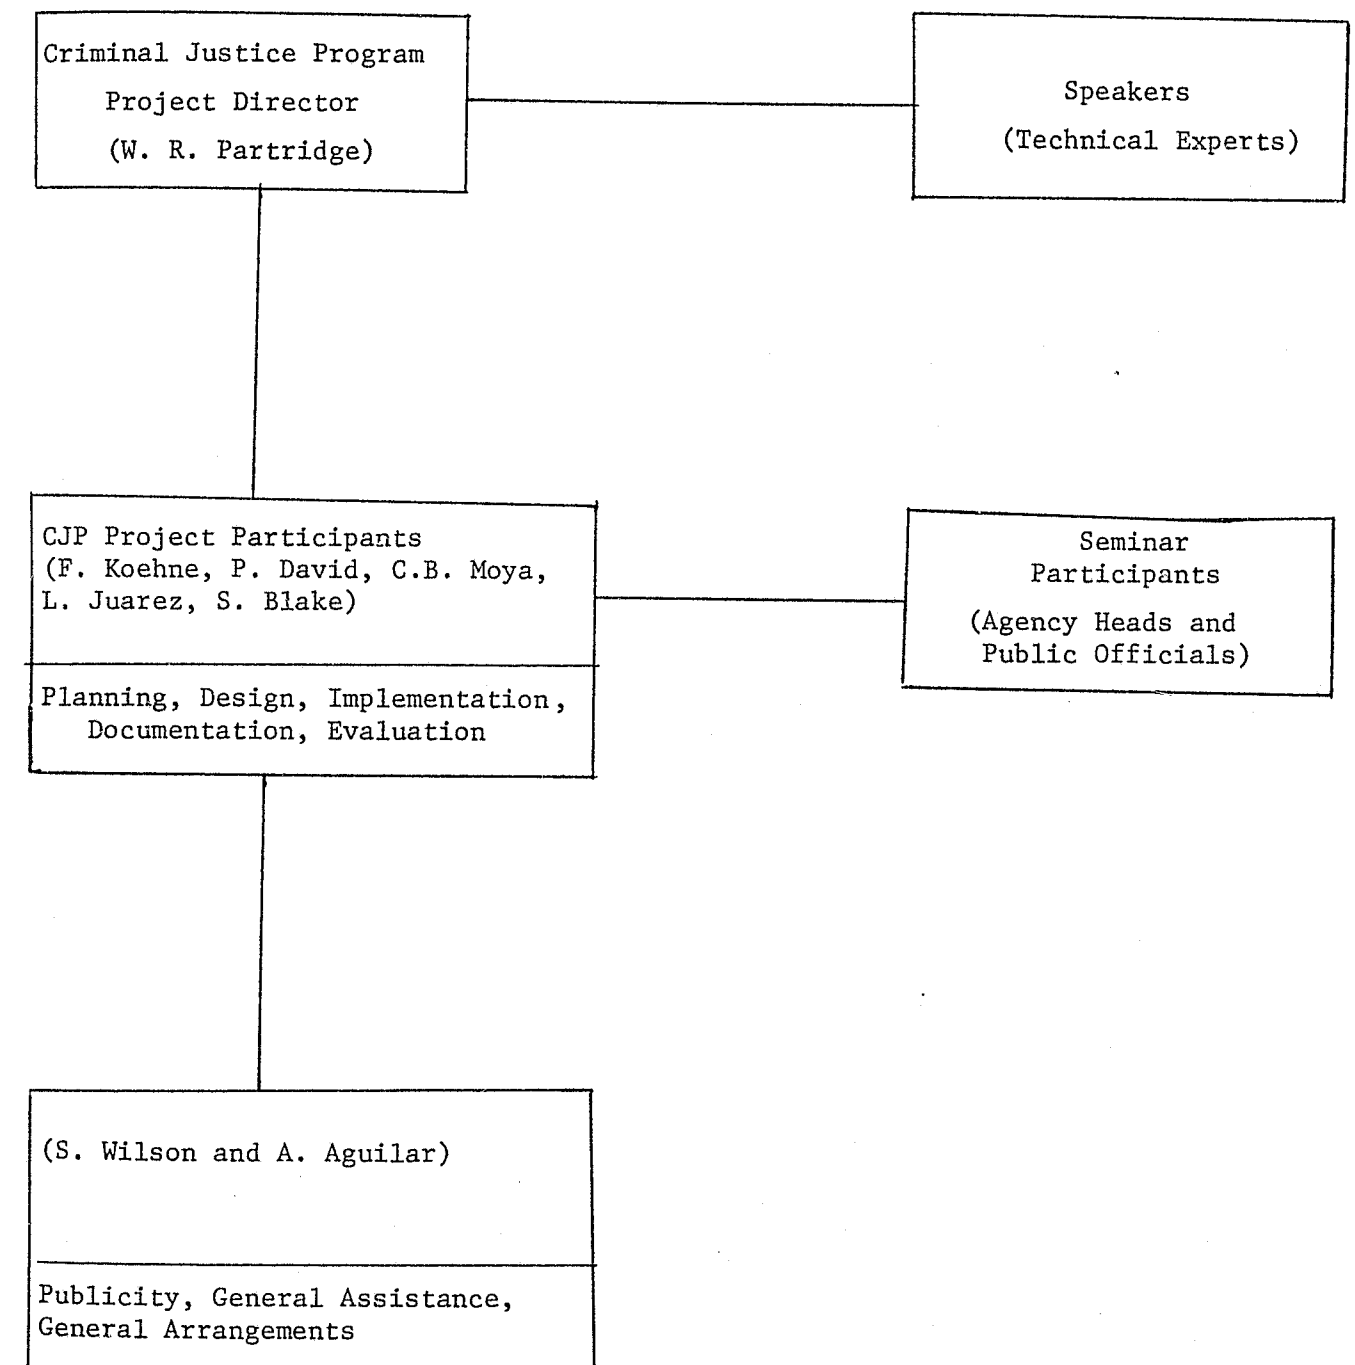 Criminal Justice Program
Project Director
(W. R. Partridge)
Speakers
(Technical Experts)
CJP Project Participants
(F. Koehne, P. David, C.B. Moya,
L. Juarez, S. Blake)
Planning, Design, Implementation,
Documentation, Evaluation
Seminar
Participants
(Agency Heads and
Public Officials)
(S. Wilson and A. Aguilar)
Publicity, General Assistance,
General Arrangements